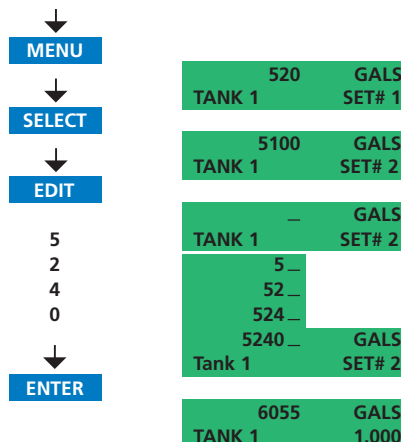 MENU
520 GALS
TANK 1 SET# 1
SELECT
5100 GALS
TANK 1 SET# 2
EDIT
_ GALS
5 TANK 1 SET# 2
2 5_
4 52_
0 524_
5240_ GALS
Tank 1 SET# 2
ENTER
6055 GALS
TANK 1 1.000